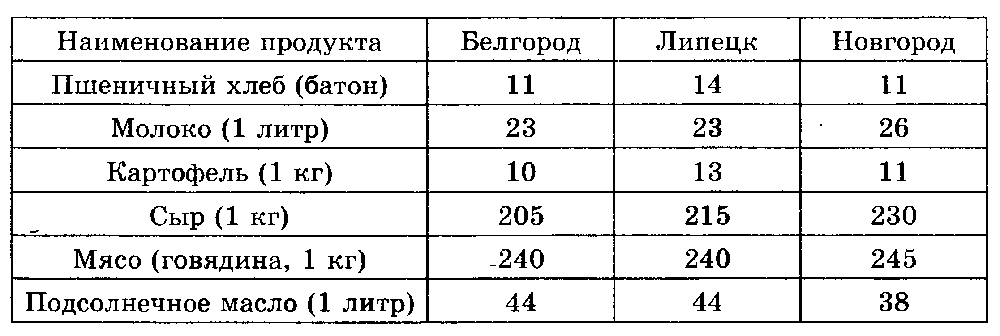 Наименование продукта Белгород Липецк Новгород
Пшеничный хлеб (батон) 11 14 11
Молоко (1 литр) 23 23 26
Картофель (1 кг) 10 13 11
Сыр (1 кг) 205 215 230
Мясо (говядина, 1 кг) 240 240 245
Подсолнечное масло (1 литр) 44 44 38